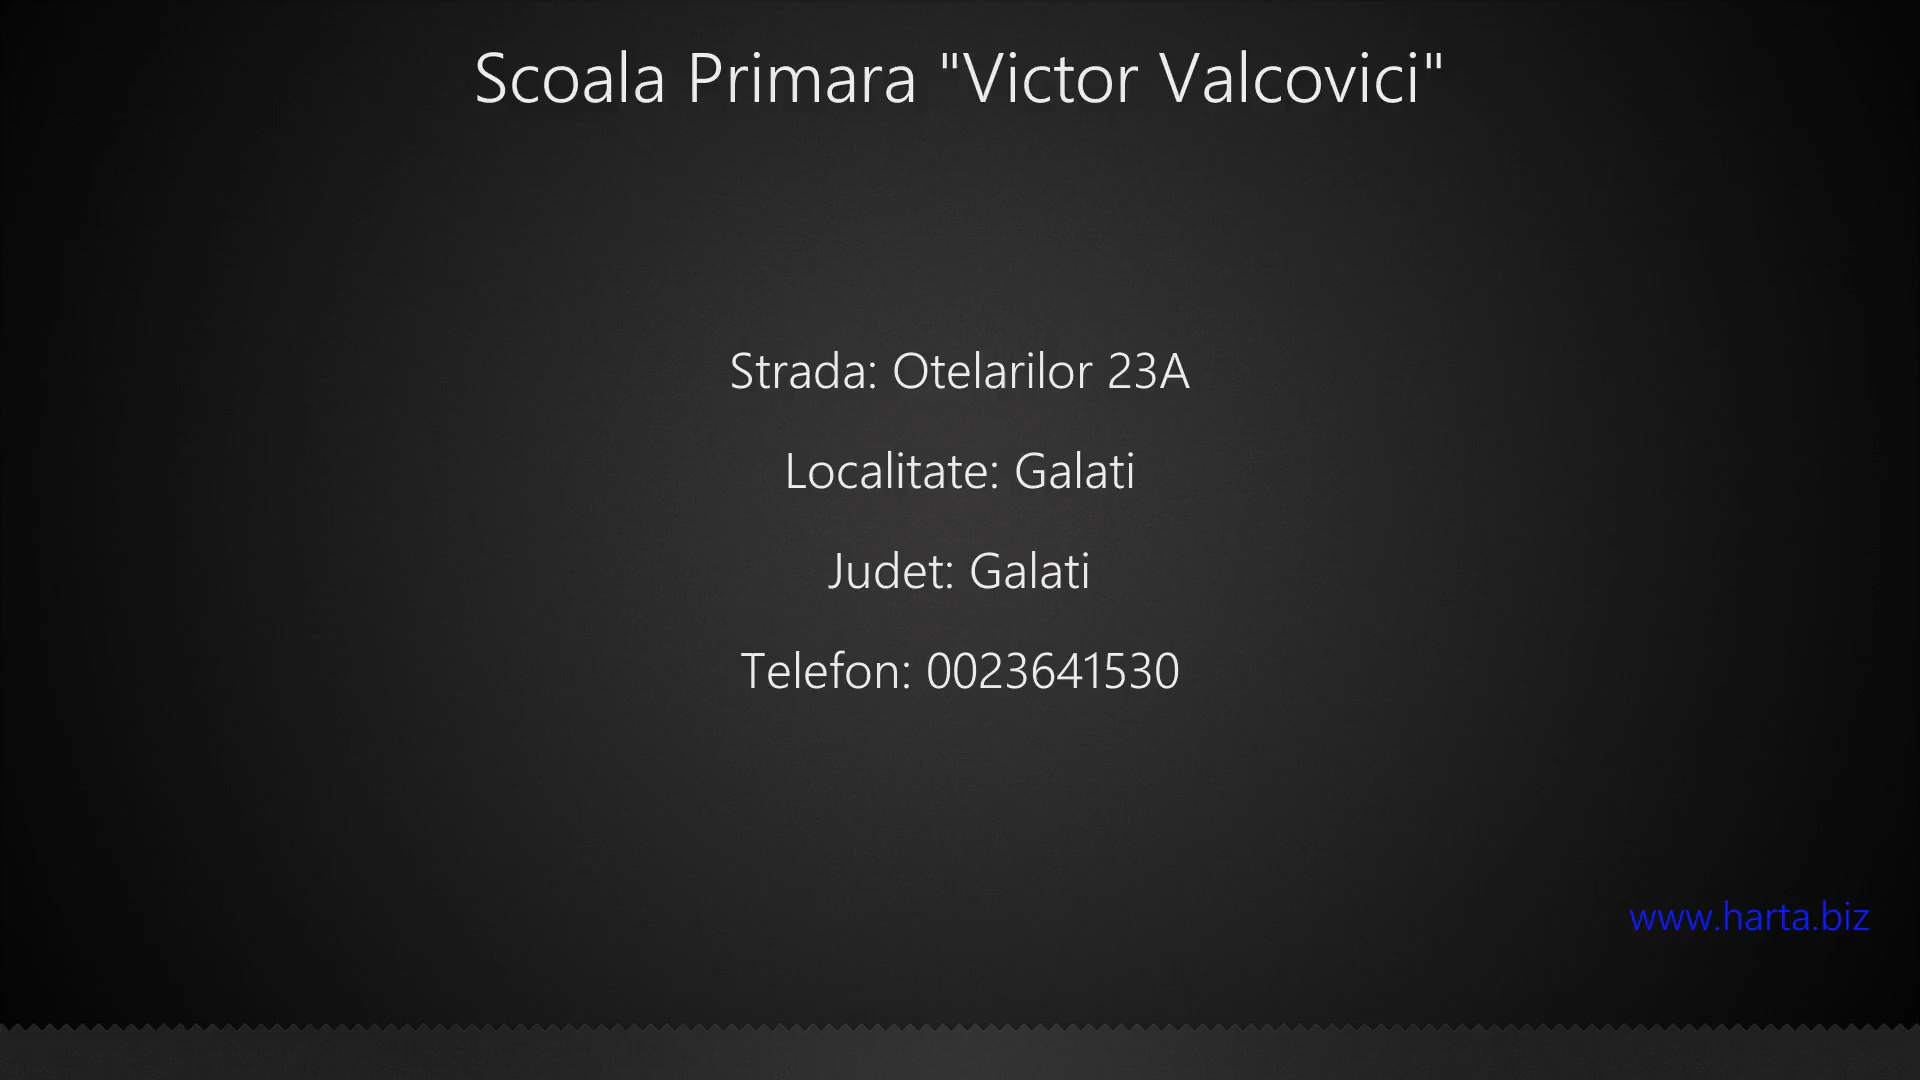 Scoala Primara "Victor Valcovici"
Strada: Otelarilor 23A
Localitate: Galati
Judet: Galati
Telefon: 0023641530
www.harta.biz